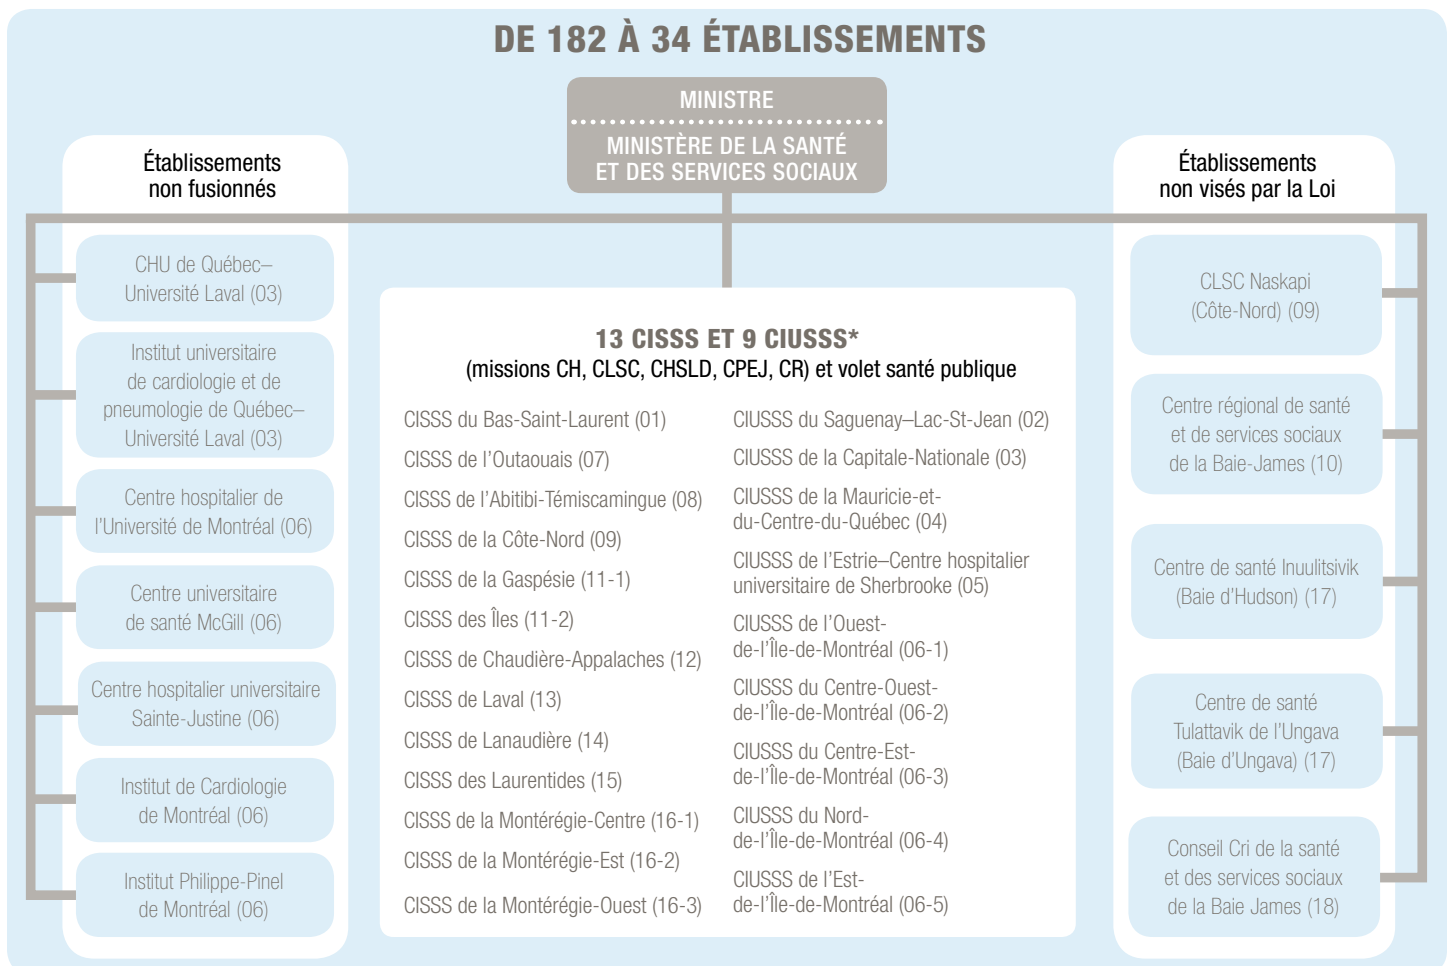 DE 182 À 34 ÉTABLISSEMENTS
MINISTRE
MINISTÈRE DE LA SANTÉ
ET DES SERVICES SOCIAUX
Établissements
non fusionnés
CHU de Québec–
Université Laval (03)
Institut universitaire
de cardiologie et de
pneumologie de Québec–
Université Laval (03)
Centre hospitalier de
l'Université de Montréal (06)
Centre universitaire
de santé McGill (06)
Centre hospitalier universitaire
Sainte-Justine (06)
Institut de Cardiologie
de Montréal (06)
Institut Philippe-Pinel
de Montréal (06)
13 CISSS ET 9 CIUSSS*
(missions CH, CLSC, CHSLD, CPEJ, CR) et volet santé publique
CISSS du Bas-Saint-Laurent (01)
CISSS de l'Outaouais (07)
CISSS de l'Abitibi-Témiscamingue (08)
CISSS de la Côte-Nord (09)
CISSS de la Gaspésie (11-1)
CISSS des Îles (11-2)
CISSS de Chaudière-Appalaches (12)
CISSS de Laval (13)
CISSS de Lanaudière (14)
CISSS des Laurentides (15)
CISSS de la Montérégie-Centre (16-1)
CISSS de la Montérégie-Est (16-2)
CISSS de la Montérégie-Ouest (16-3)
CIUSSS du Saguenay–Lac-St-Jean (02)
CIUSSS de la Capitale-Nationale (03)
CIUSSS de la Mauricie-et-
du-Centre-du-Québec (04)
CIUSSS de l'Estrie–Centre hospitalier
universitaire de Sherbrooke (05)
CIUSSS de l'Ouest-
de-l'Île-de-Montréal (06-1)
CIUSSS du Centre-Ouest-
de-l'Île-de-Montréal (06-2)
CIUSSS du Centre-Est-
de-l'Île-de-Montréal (06-3)
CIUSSS du Nord-
de-l'Île-de-Montréal (06-4)
CIUSSS de l'Est-
de-l'Île-de-Montréal (06-5)
Établissements
non visés par la Loi
CLSC Naskapi
(Côte-Nord) (09)
Centre régional de santé
et de services sociaux
de la Baie-James (10)
Centre de santé Inuulitsivik
(Baie d'Hudson) (17)
Centre de santé
Tulattavik de l'Ungava
(Baie d'Ungava) (17)
Conseil Cri de la santé
et des services sociaux
de la Baie James (18)